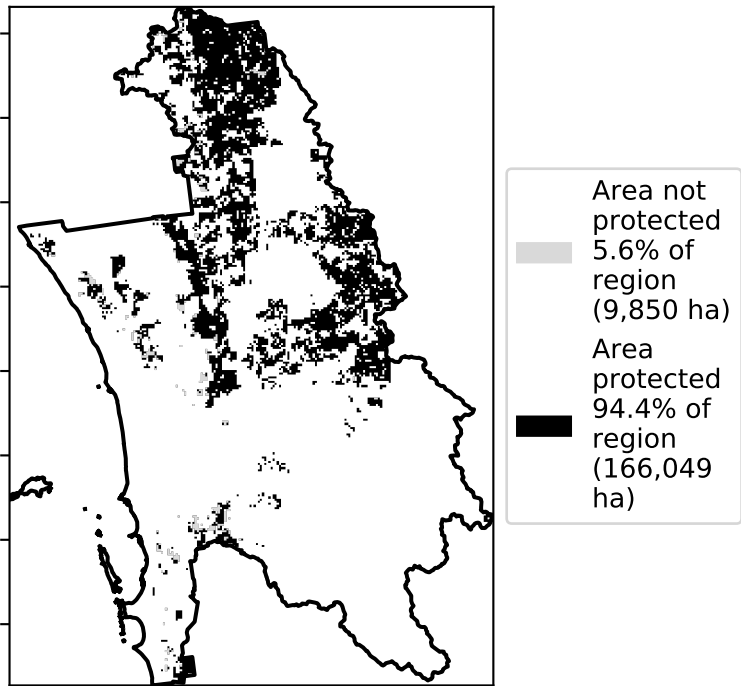 Area not
protected
5.6% of
region
(9,850 ha)
Area
protected
94.4% of
region
(166,049
ha)